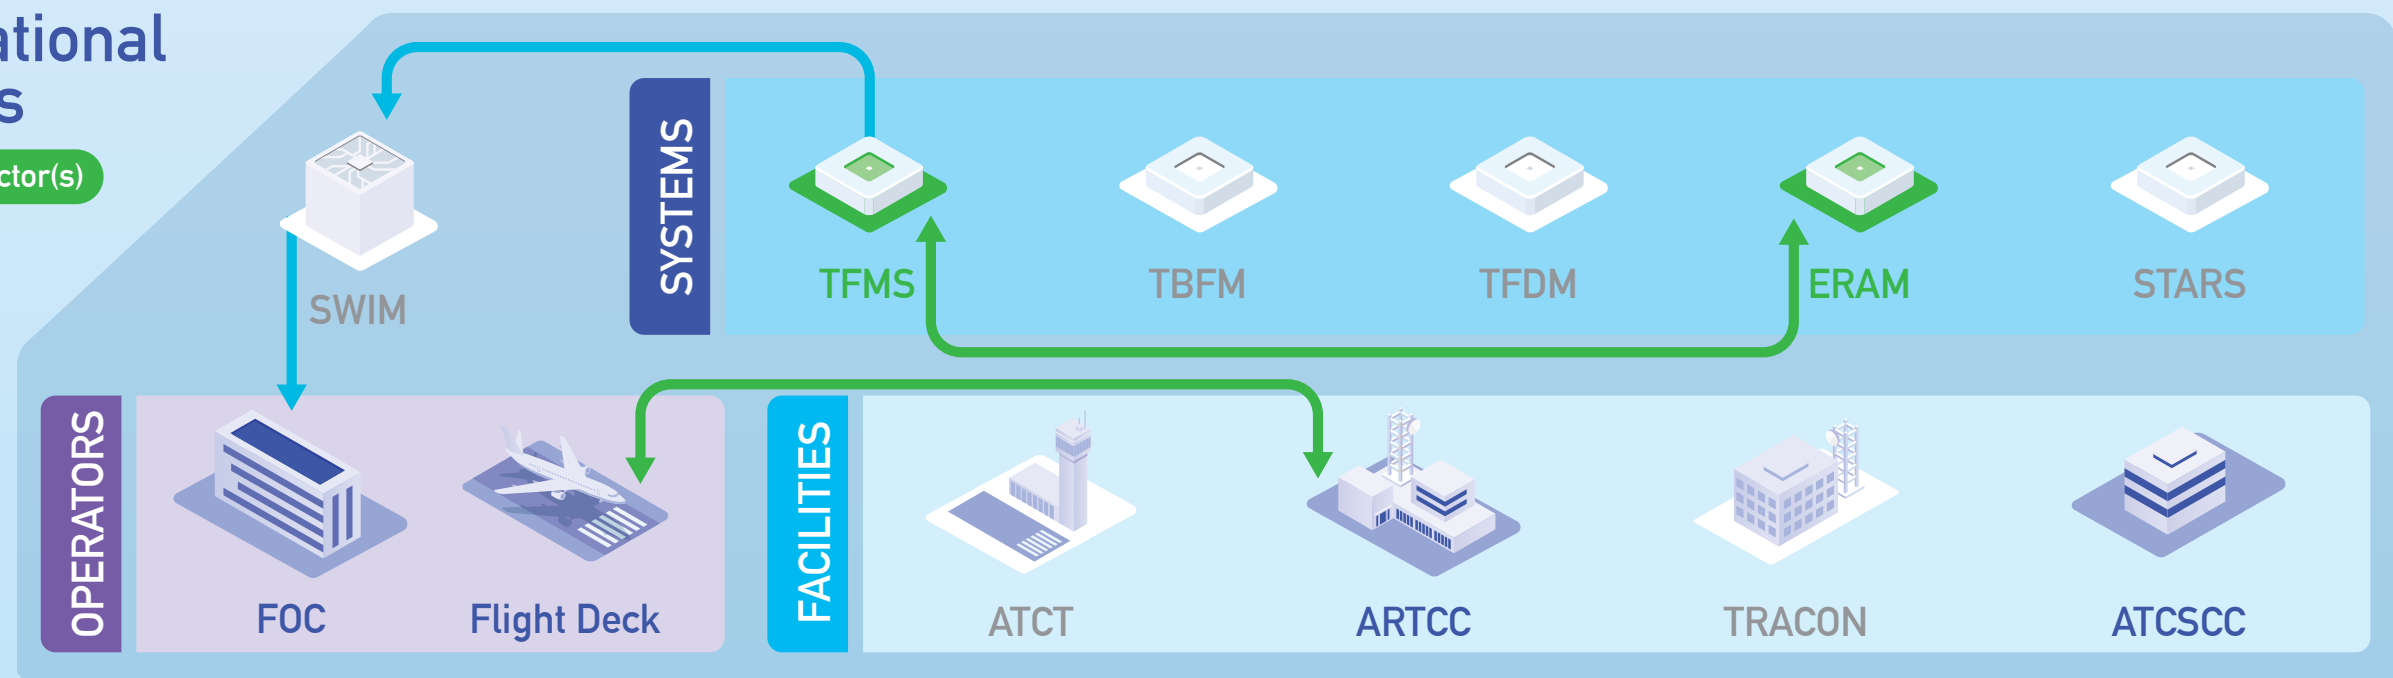 ational
s
ctor(s)
SYSTEMS
SWIM
TFMS
TBFM
TFDM
ERAM
STARS
OPERATORS
FOC
Flight Deck
FACILITIES
ATCT
ARTCC
TRACON
ATCSCC